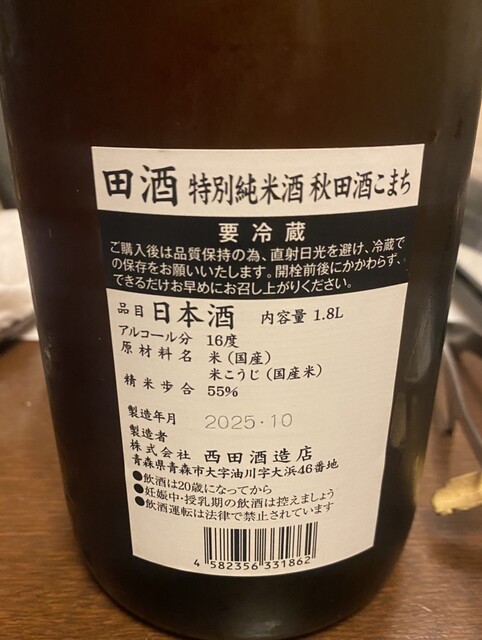 田酒 特別純米酒 秋田酒こまち
要冷蔵
ご購入後は品質保持の為、直射日光を避け、冷蔵で
の保存をお願いいたします。開栓前後にかかわらず、
できるだけお早めにお召し上がりください。
品目 日本酒 内容量 1.8L
アルコール分 16度
原材料名 米（国産）
米こうじ（国産米）
精米歩合 55%
製造年月 2025・10
製造者
株式会社 西田酒造店
青森県青森市大字油川字大浜46番地
●飲酒は20歳になってから
●妊娠中・授乳期の飲酒は控えましょう
●飲酒運転は法律で禁止されています
4 582356 331862